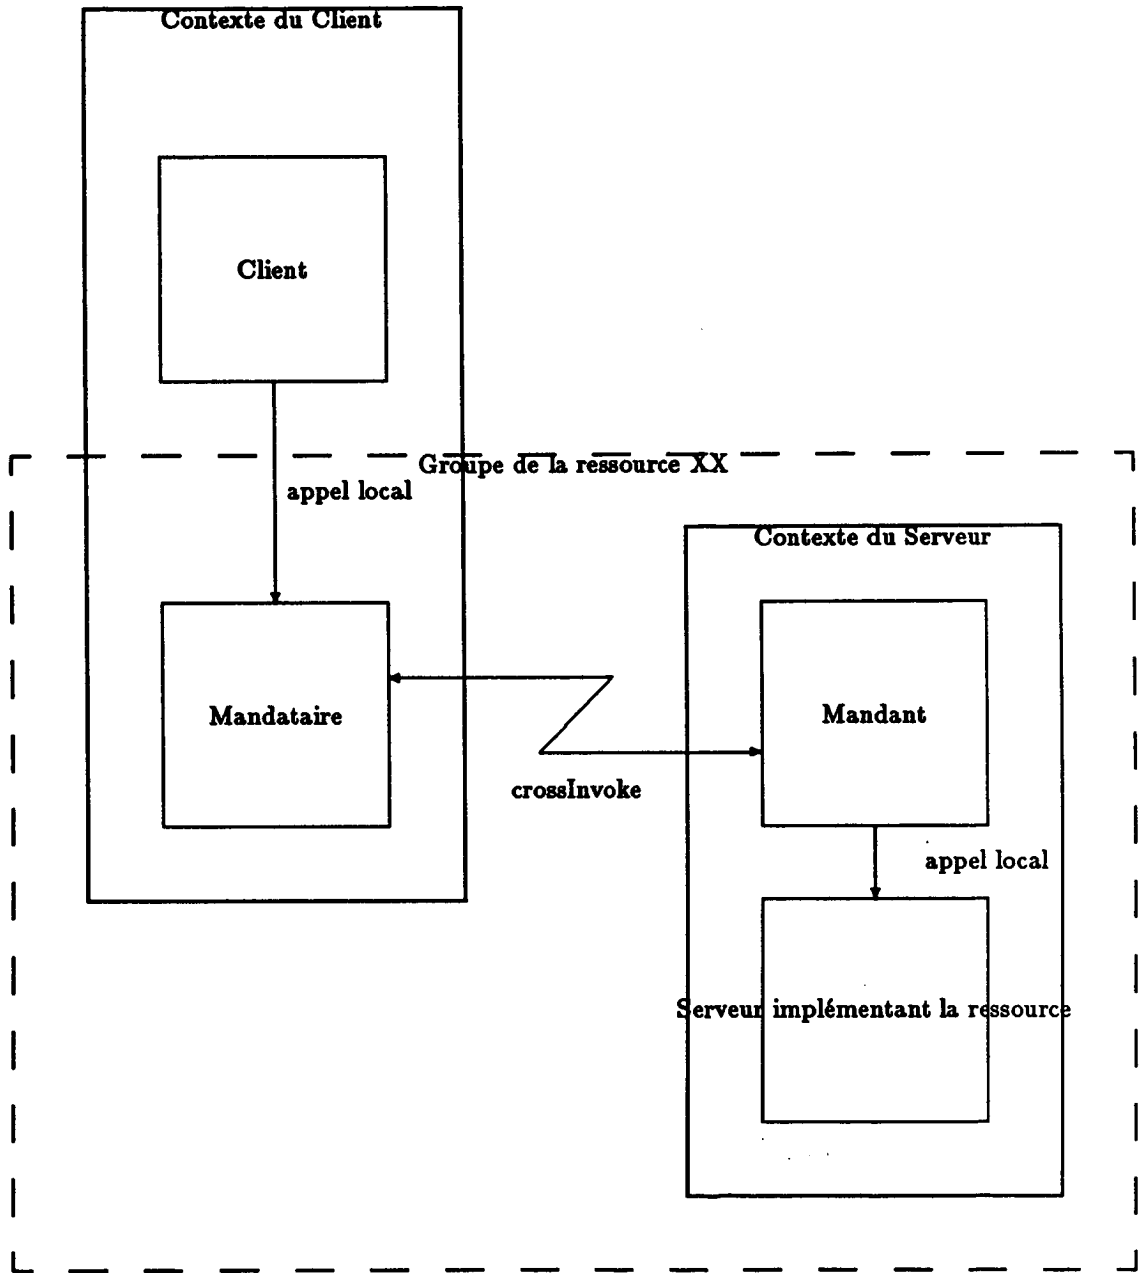 Contexte du Client
Client
Groupe de la ressource XX
appel local
Contexte du Serveur
Mandataire
Mandant
crossInvoke
appel local
Serveur implémentant la ressource